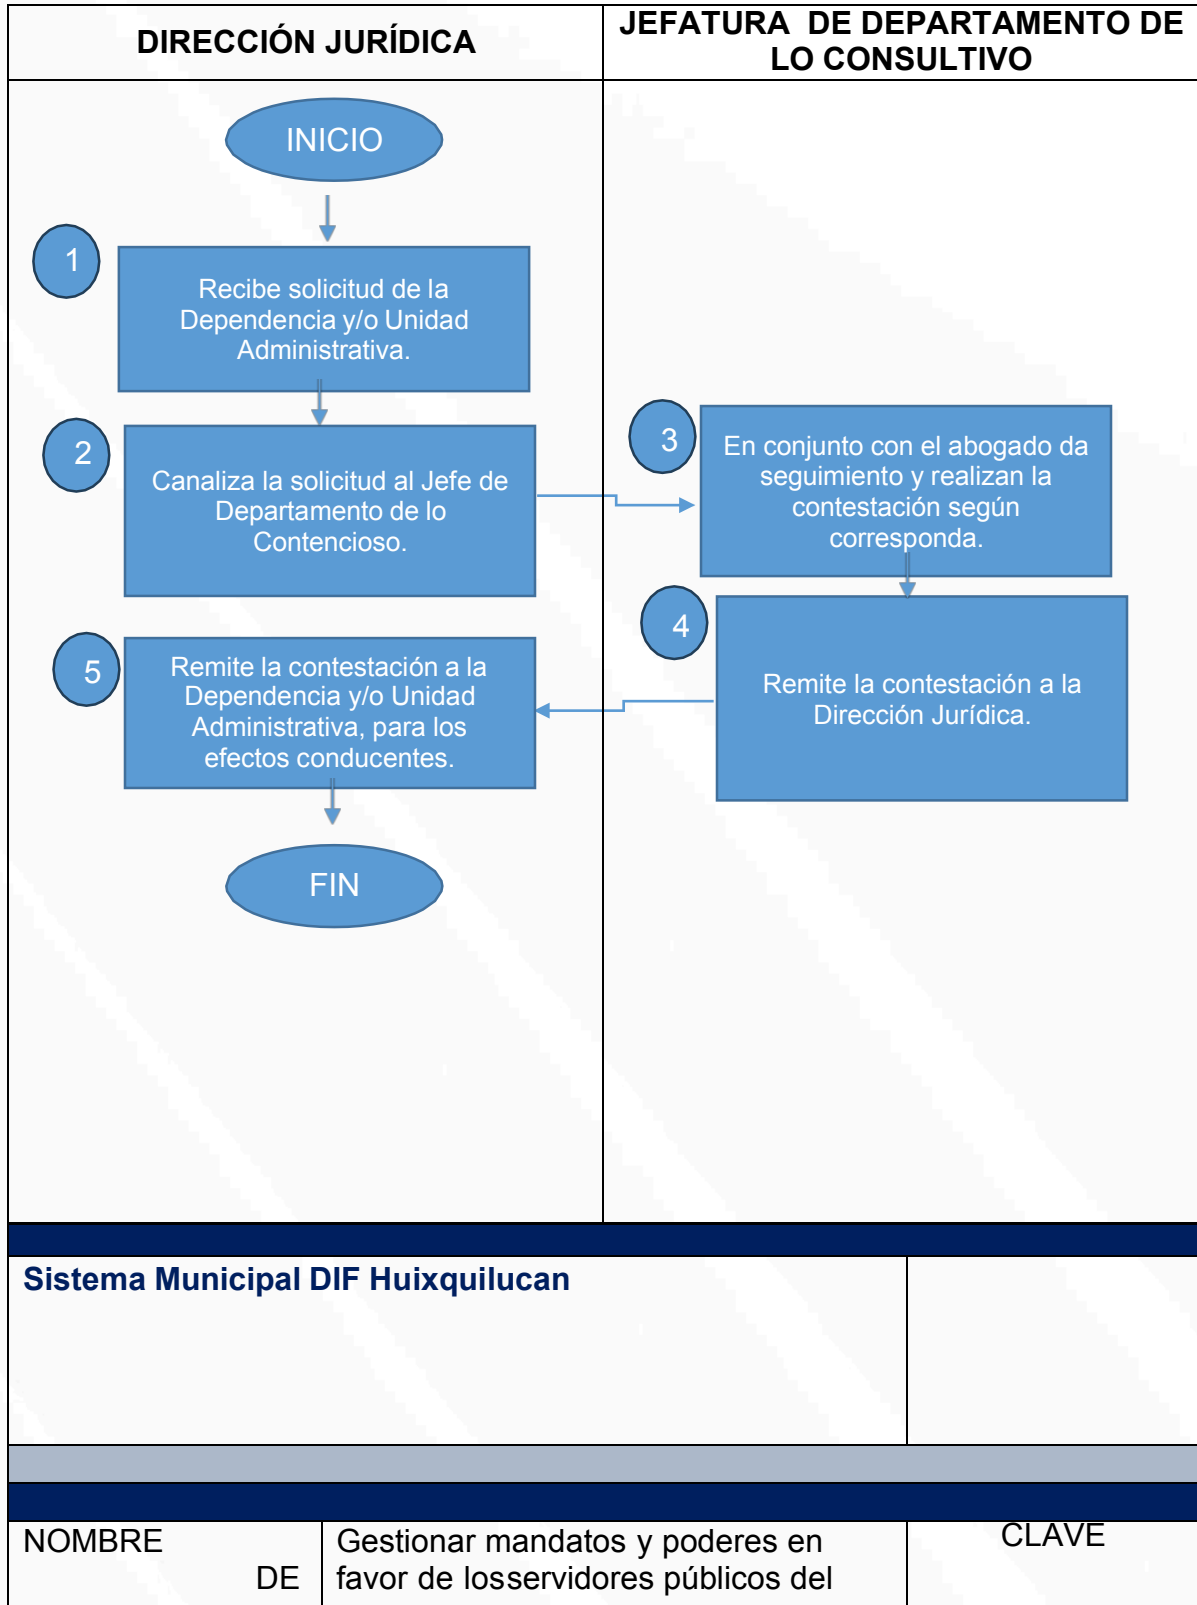 DIRECCIÓN JURÍDICA
JEFATURA DE DEPARTAMENTO DE
LO CONSULTIVO
INICIO
1
Recibe solicitud de la
Dependencia y/o Unidad
Administrativa.
2
Canaliza la solicitud al Jefe de
Departamento de lo
Contencioso.
3
En conjunto con el abogado da
seguimiento y realizan la
contestación según
corresponda.
4
Remite la contestación a la
Dirección Jurídica.
5
Remite la contestación a la
Dependencia y/o Unidad
Administrativa, para los
efectos conducentes.
FIN
Sistema Municipal DIF Huixquilucan
NOMBRE
DE
Gestionar mandatos y poderes en
favor de losservidores públicos del
CLAVE